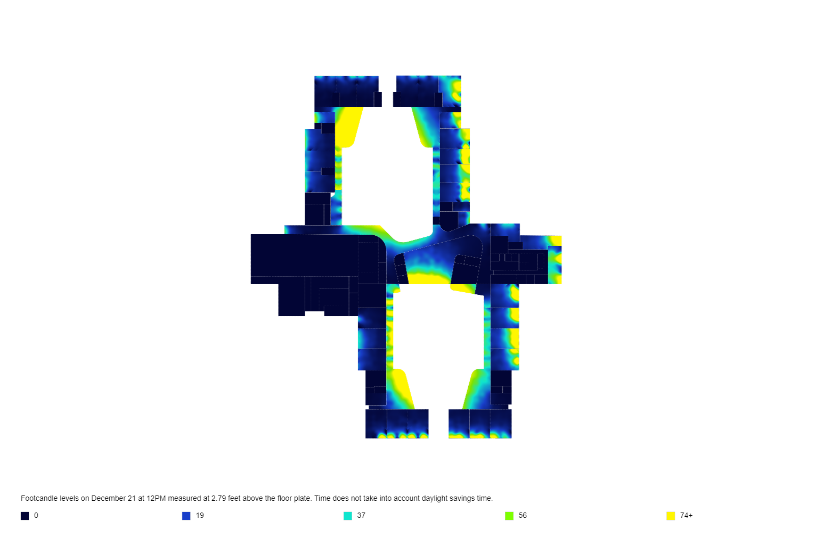 Footcandle levels on December 21 at 12PM measured at 2.79 feet above the floor plate. Time does not take into account daylight savings time.
0 19 37 56 74+